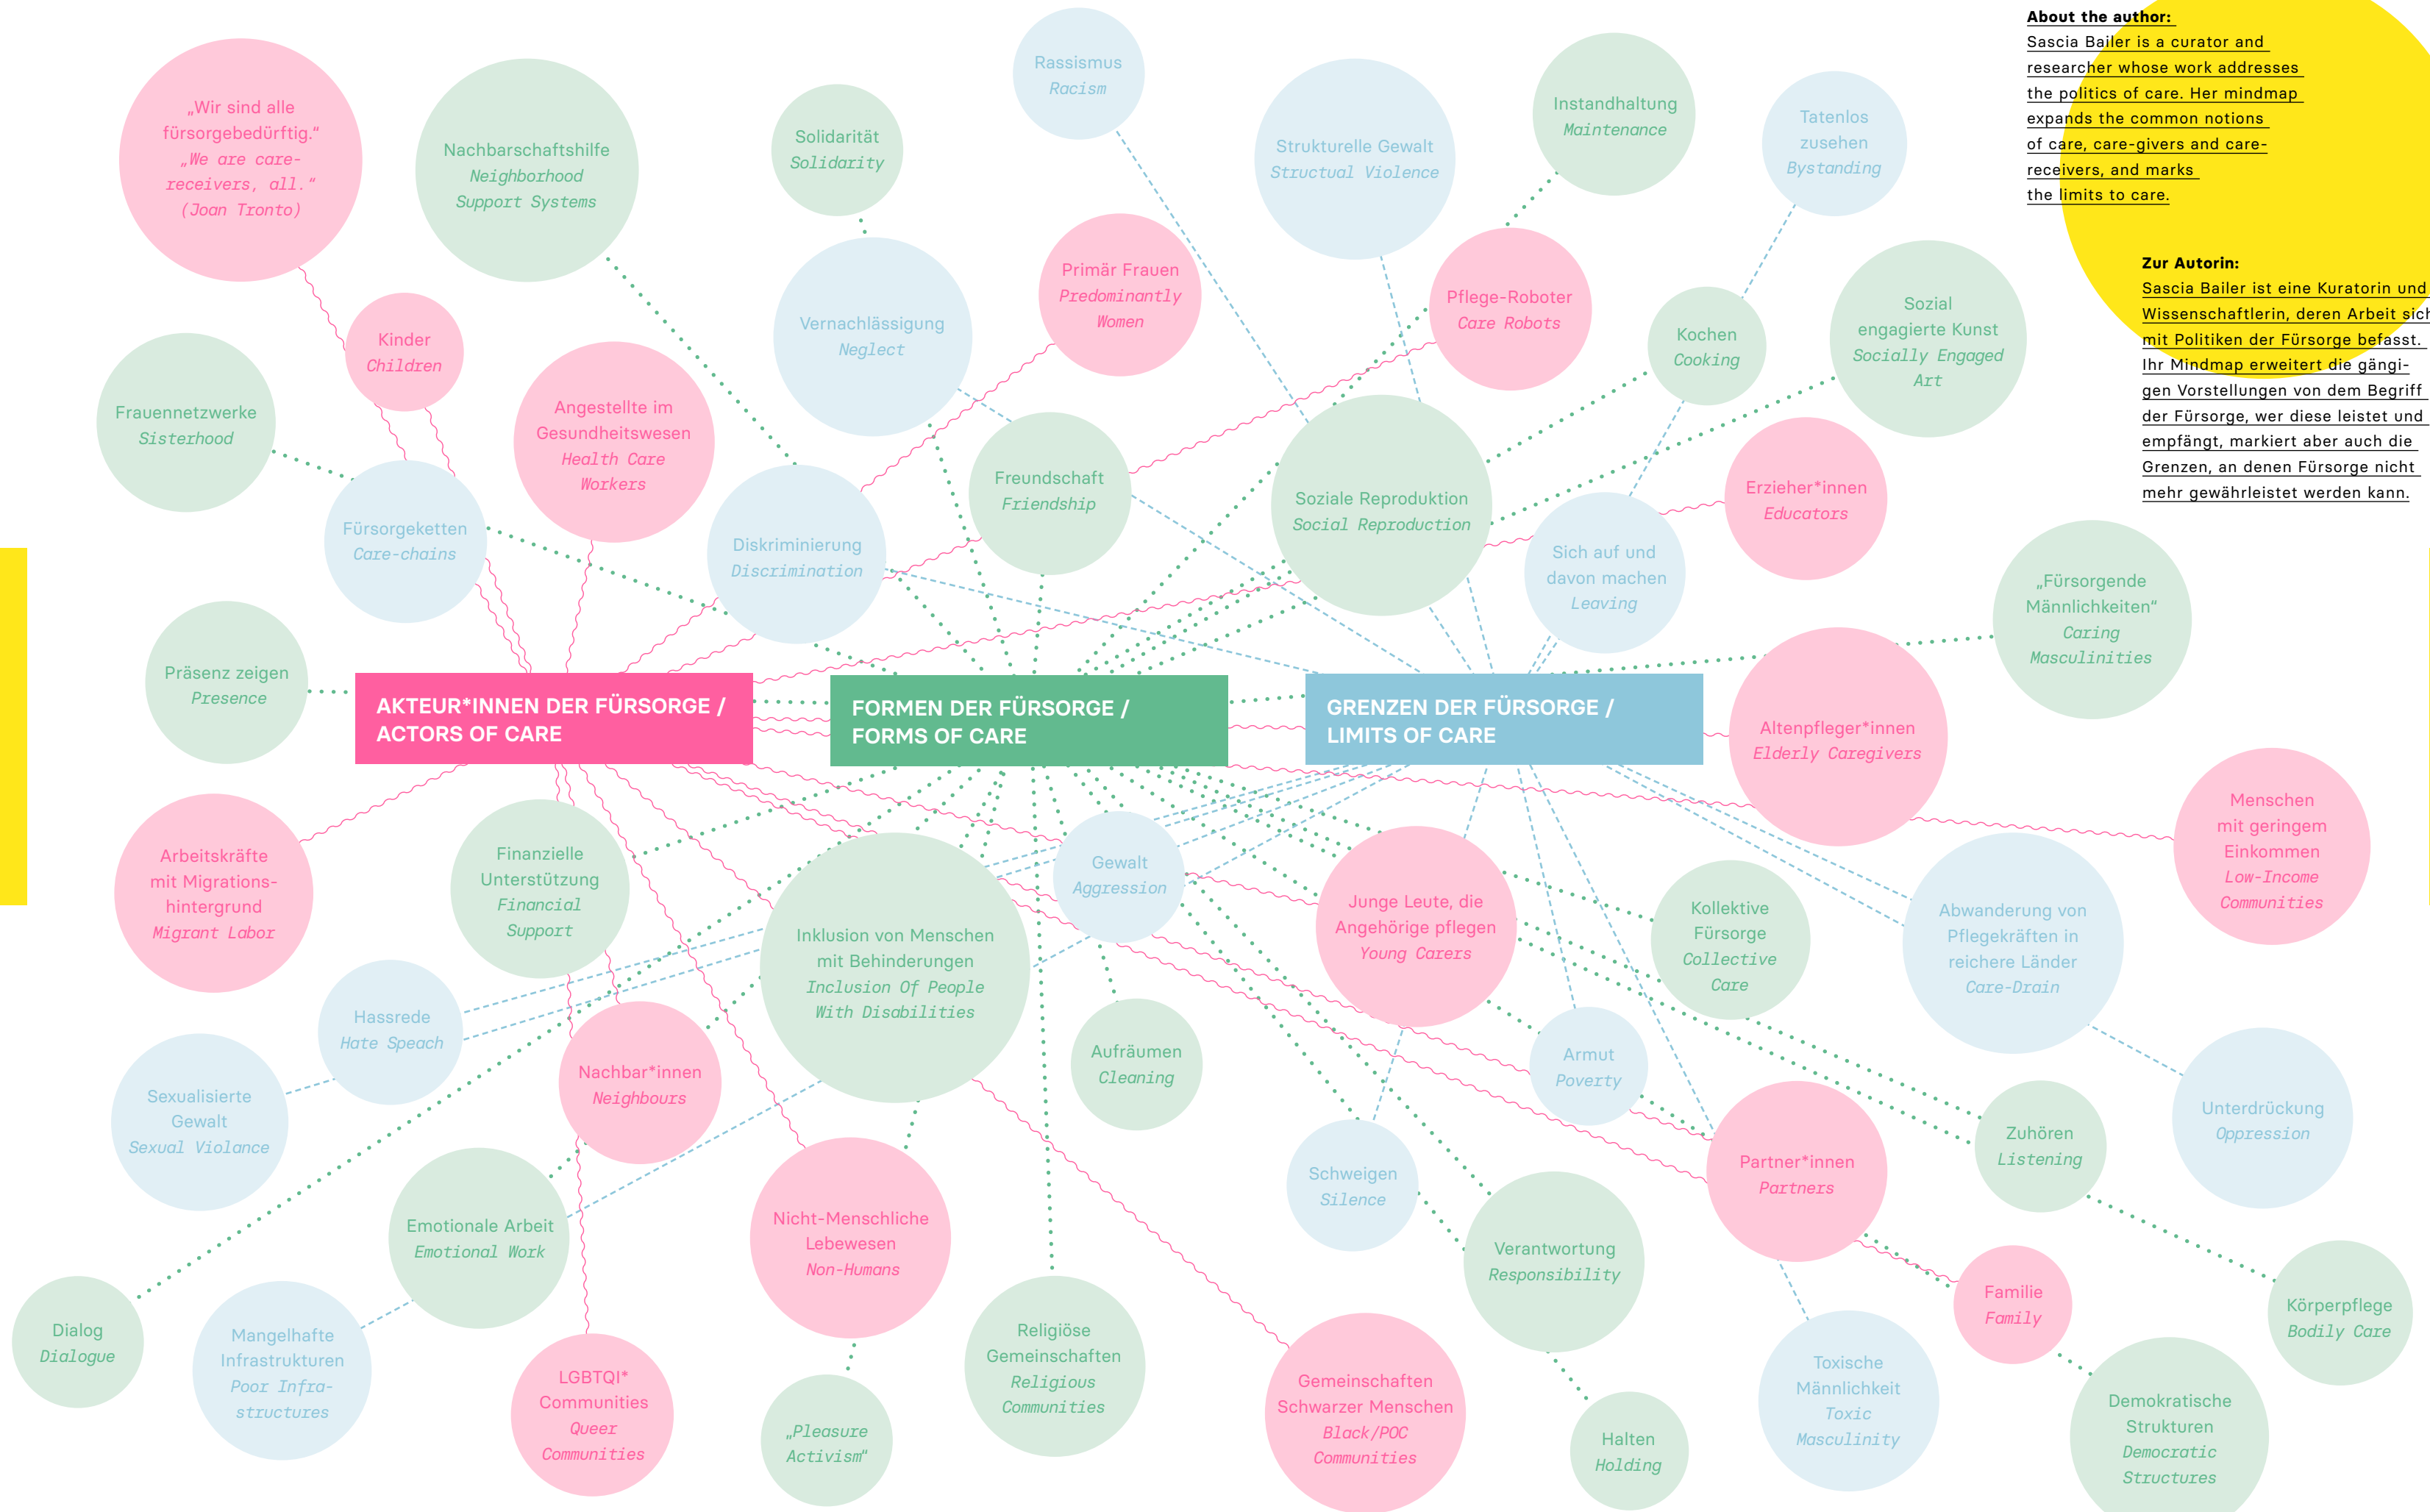 About the author:
Sascia Bailer is a curator and
researcher whose work addresses
the politics of care. Her mindmap
expands the common notions
of care, care-givers and care-
receivers, and marks
the limits to care.
Zur Autorin:
Sascia Bailer ist eine Kuratorin und
Wissenschaftlerin, deren Arbeit sich
mit Politiken der Fürsorge befasst.
Ihr Mindmap erweitert die gängi-
gen Vorstellungen von dem Begriff
der Fürsorge, wer diese leistet und
empfängt, markiert aber auch die
Grenzen, an denen Fürsorge nicht
mehr gewährleistet werden kann.
„Wir sind alle
fürsorgebedürftig.“
„We are care-
receivers, all.“
(Joan Tronto)
Nachbarschaftshilfe
Neighborhood
Support Systems
Solidarität
Solidarity
Rassismus
Racism
Strukturelle Gewalt
Structual Violence
Instandhaltung
Maintenance
Tatenlos
zusehen
Bystanding
Kinder
Children
Vernachlässigung
Neglect
Primär Frauen
Predominantly
Women
Pflege-Roboter
Care Robots
Kochen
Cooking
Sozial
engagierte Kunst
Socially Engaged
Art
Frauennetzwerke
Sisterhood
Angestellte im
Gesundheitswesen
Health Care
Workers
Fürsorgeketten
Care-chains
Diskriminierung
Discrimination
Freundschaft
Friendship
Soziale Reproduktion
Social Reproduction
Erzieher*innen
Educators
Sich auf und
davon machen
Leaving
„Fürsorgende
Männlichkeiten“
Caring
Masculinities
Präsenz zeigen
Presence
AKTEUR*INNEN DER FÜRSORGE /
ACTORS OF CARE
FORMEN DER FÜRSORGE /
FORMS OF CARE
GRENZEN DER FÜRSORGE /
LIMITS OF CARE
Altenpfleger*innen
Elderly Caregivers
Menschen
mit geringem
Einkommen
Low-Income
Communities
Arbeitskräfte
mit Migrations-
hintergrund
Migrant Labor
Finanzielle
Unterstützung
Financial
Support
Inklusion von Menschen
mit Behinderungen
Inclusion Of People
With Disabilities
Gewalt
Aggression
Junge Leute, die
Angehörige pflegen
Young Carers
Kollektive
Fürsorge
Collective
Care
Abwanderung von
Pflegekräften in
reichere Länder
Care-Drain
Hassrede
Hate Speach
Sexualisierte
Gewalt
Sexual Violance
Nachbar*innen
Neighbours
Aufräumen
Cleaning
Armut
Poverty
Unterdrückung
Oppression
Zuhören
Listening
Partner*innen
Partners
Schweigen
Silence
Emotionale Arbeit
Emotional Work
Nicht-Menschliche
Lebewesen
Non-Humans
Verantwortung
Responsibility
Familie
Family
Körperpflege
Bodily Care
Dialog
Dialogue
Mangelhafte
Infrastrukturen
Poor Infra-
structures
LGBTQI*
Communities
Queer
Communities
„Pleasure
Activism“
Religiöse
Gemeinschaften
Religious
Communities
Gemeinschaften
Schwarzer Menschen
Black/POC
Communities
Halten
Holding
Toxische
Männlichkeit
Toxic
Masculinity
Demokratische
Strukturen
Democratic
Structures